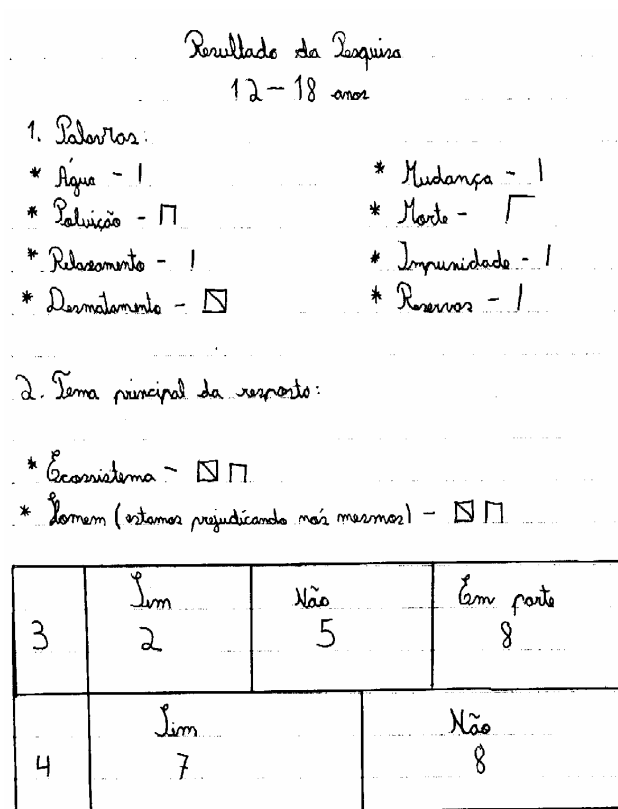 Resultado da Pesquisa
12 - 18 anos
1. Palavras:
* Água - |
* Poluição - ⊓
* Relaxamento - |
* Desmatamento - ⍂
* Mudança - |
* Morte - Γ
* Impunidade - |
* Reservas - |
2. Tema principal da resposta:
* Ecossistema - ⍂ ⊓
* Homem (estamos prejudicando nós mesmos) - ⍂ ⊓
3 Sim Não Em parte
2 5 8
4 Sim Não
7 8